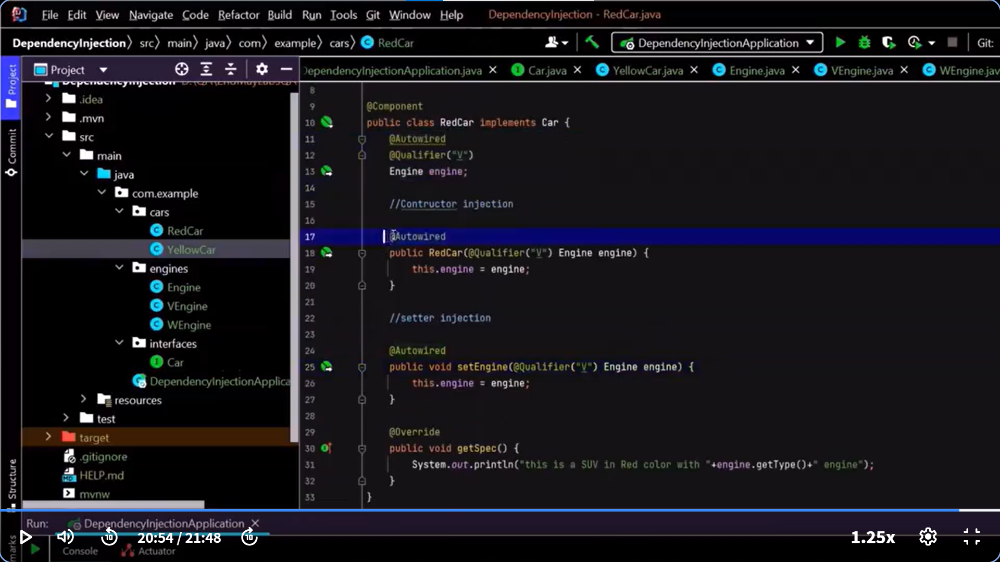 File Edit View Navigate Code Refactor Build Run Tools Git Window Help DependencyInjection - RedCar.java
DependencyInjection src main java com example cars RedCar DependencyInjectionApplication Git:
Project
Project
Commit
Structure
DependencyInjectionApplication.java Car.java YellowCar.java Engine.java VEngine.java WEngine.jav
DependencyInjection
.idea
.mvn
src
main
java
com.example
cars
RedCar
YellowCar
engines
Engine
VEngine
WEngine
interfaces
Car
DependencyInjectionApplica
resources
test
target
.gitignore
HELP.md
mvnw
8
9 @Component
10 public class RedCar implements Car {
11 @Autowired
12 @Qualifier("V")
13 Engine engine;
14
15 //Contructor injection
16
17 @Autowired
18 public RedCar(@Qualifier("V") Engine engine) {
19 this.engine = engine;
20 }
21
22 //setter injection
23
24 @Autowired
25 public void setEngine(@Qualifier("V") Engine engine) {
26 this.engine = engine;
27 }
28
29 @Override
30 public void getSpec() {
31 System.out.println("this is a SUV in Red color with "+engine.getType()+" engine");
32 }
33 }
Run: DependencyInjectionApplication
10 20:54 / 21:48 10 1.25x
Console Actuator
marks